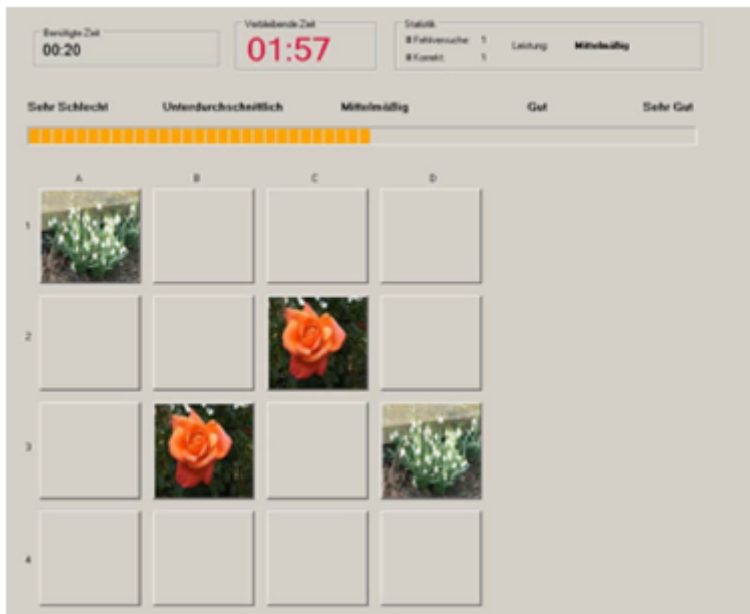 Benötigte Zeit
00:20
Verbleibende Zeit
01:57
Statistik
# Fehlversuche: 1
# Korrekt: 1
Leistung: Mittelmäßig
Sehr Schlecht Unterdurchschnittlich Mittelmäßig Gut Sehr Gut
A B C D
1
2
3
4